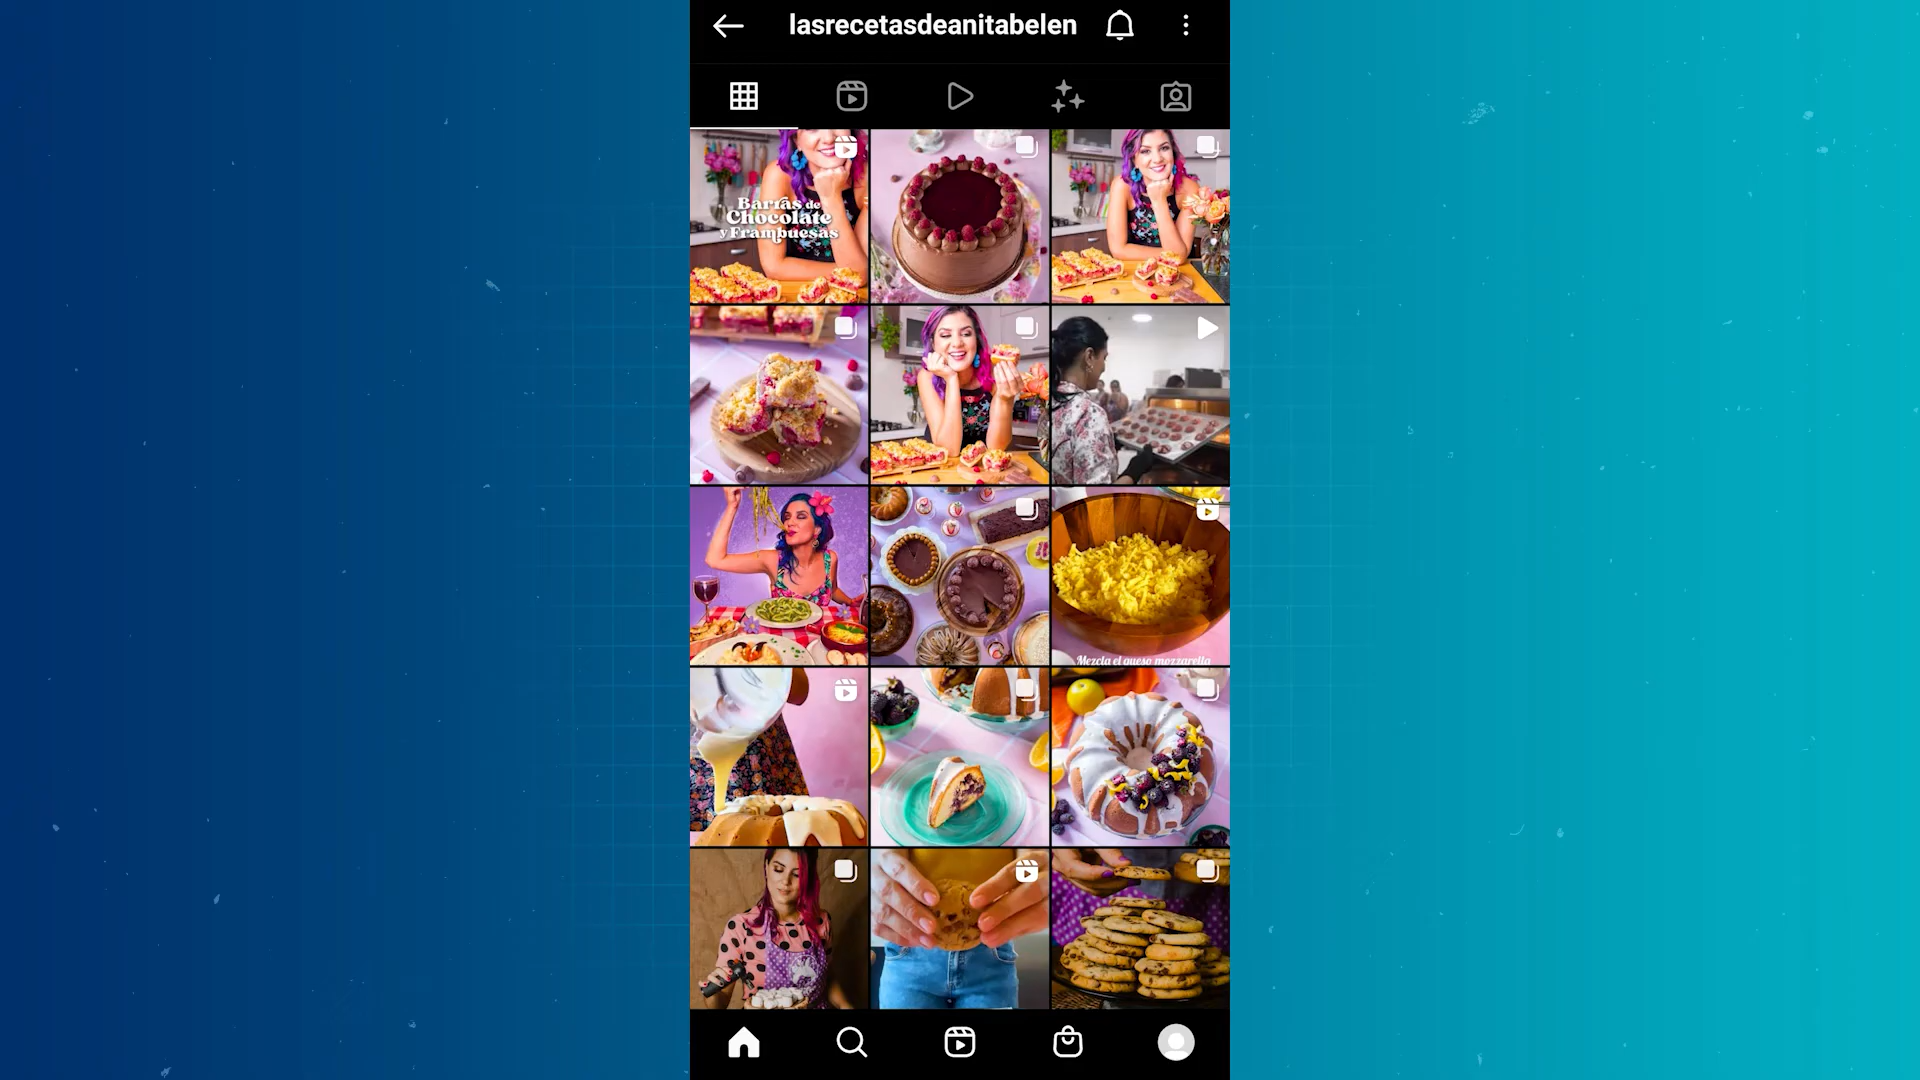 lasrecetasdeanitabelen
Barras de
Chocolate
y Frambuesas
Mezcla el queso mozzarella